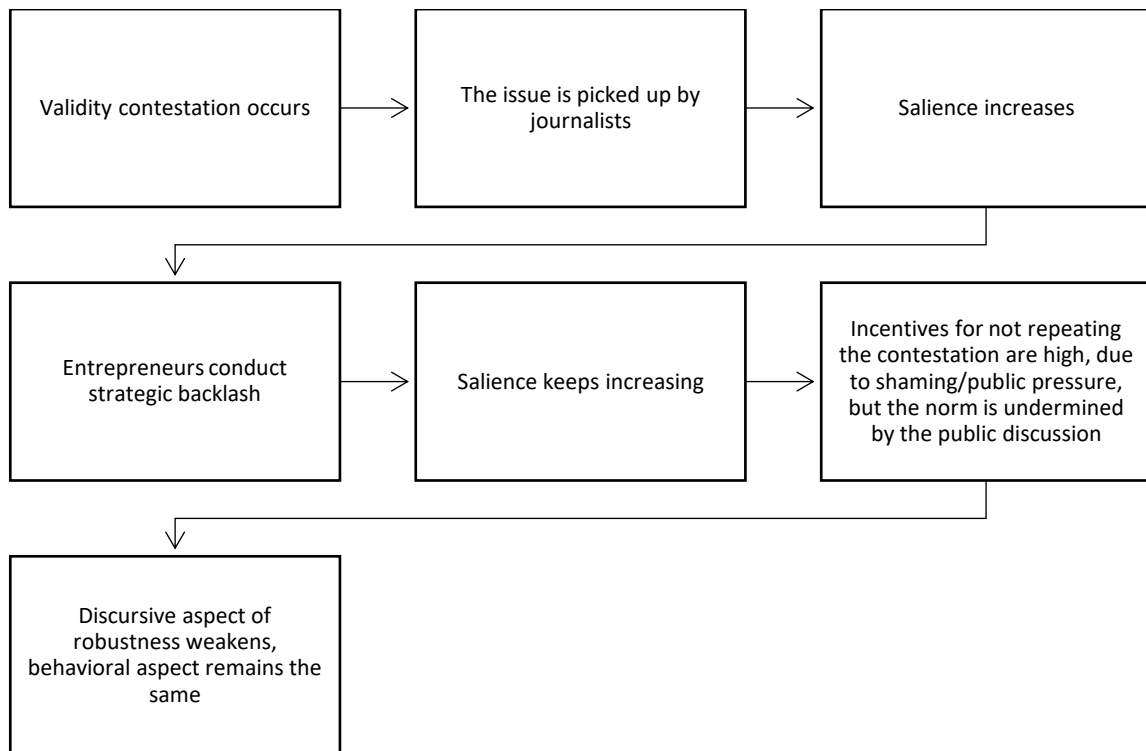 Validity contestation occurs
The issue is picked up by
journalists
Salience increases
Entrepreneurs conduct
strategic backlash
Salience keeps increasing
Incentives for not repeating
the contestation are high, due
to shaming/public pressure,
but the norm is undermined
by the public discussion
Discursive aspect of
robustness weakens,
behavioral aspect remains the
same